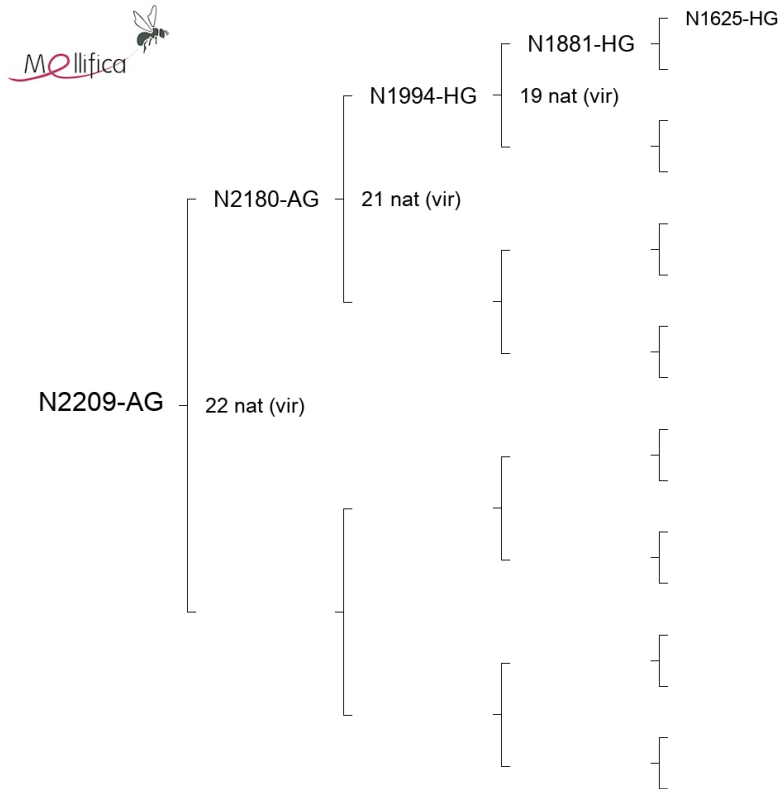 Mellifica
N1625-HG
N1881-HG
N1994-HG
19 nat (vir)
N2180-AG
21 nat (vir)
N2209-AG
22 nat (vir)